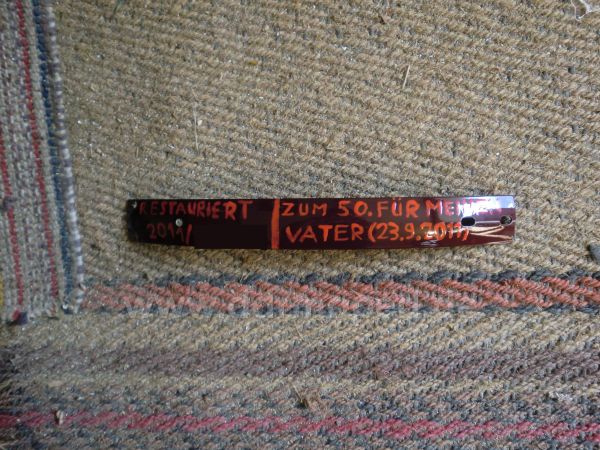 RESTAURIERT
2011/
ZUM 50. FÜR MEINEN
VATER (23.9.2011)